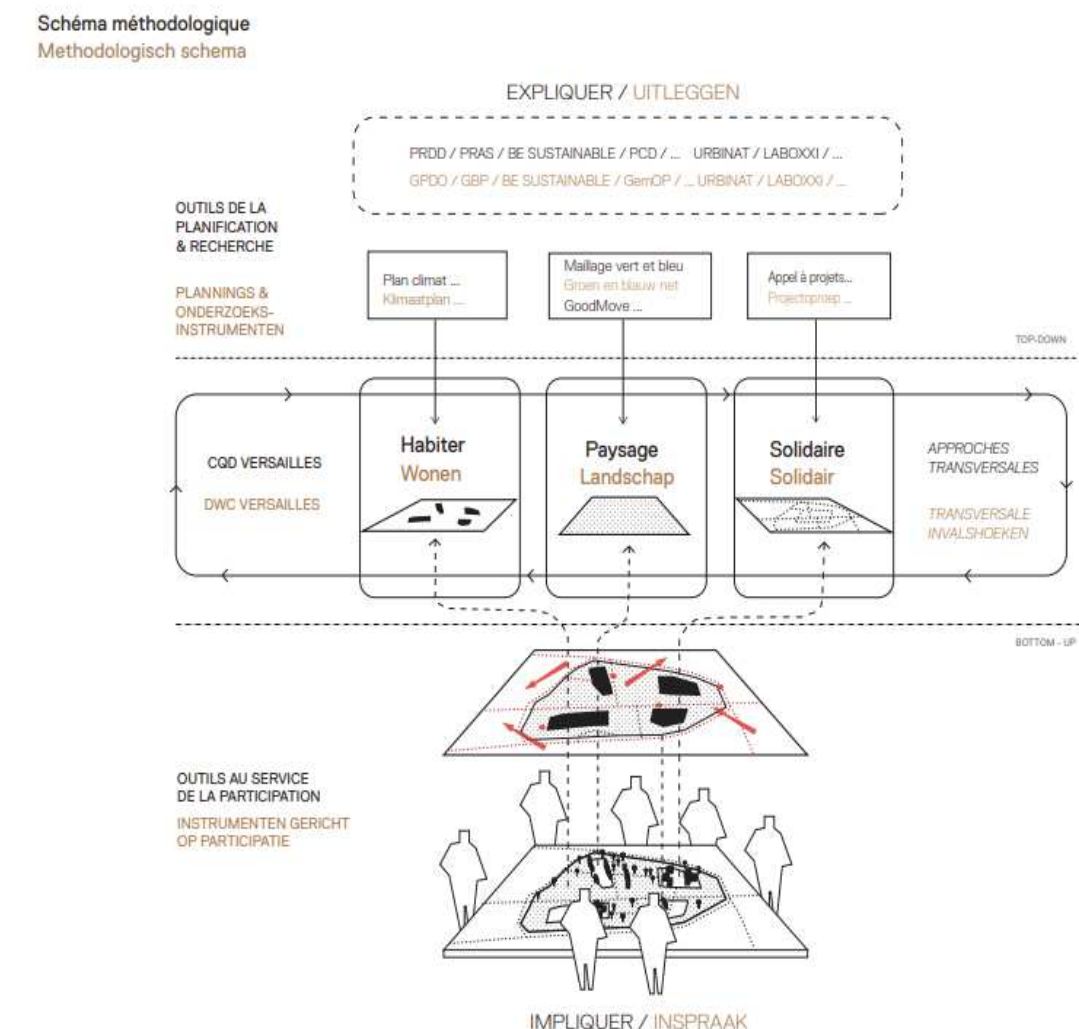 Schéma méthodologique
Methodologisch schema
EXPLIQUER / UITLEGGEN
PRDD / PRAS / BE SUSTAINABLE / PCD / ... URBINAT / LABOXXI / ...
GPDO / GBP / BE SUSTAINABLE / GemOP / ... URBINAT / LABOXXI / ...
OUTILS DE LA
PLANIFICATION
& RECHERCHE
PLANNINGS &
ONDERZOEKS-
INSTRUMENTEN
Plan climat ...
Klimaatplan ...
Maillage vert et bleu
Groen en blauw net
GoodMove ...
Appel à projets...
Projectoproep ...
TOP-DOWN
CQD VERSAILLES
DWC VERSAILLES
Habiter
Wonen
Paysage
Landschap
Solidaire
Solidair
APPROCHES
TRANSVERSALES
TRANSVERSALE
INVALSHOEKEN
BOTTOM - UP
OUTILS AU SERVICE
DE LA PARTICIPATION
INSTRUMENTEN GERICHT
OP PARTICIPATIE
IMPLIQUER / INSPRAAK